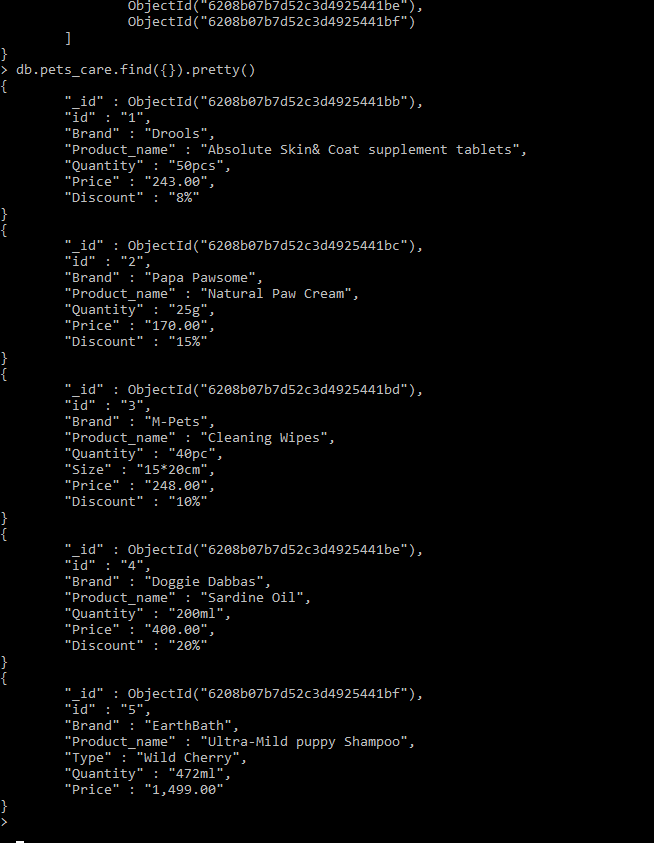 ObjectId("6208b07b7d52c3d4925441be"),
ObjectId("6208b07b7d52c3d4925441bf")
]
}
> db.pets_care.find({}).pretty()
{
"_id" : ObjectId("6208b07b7d52c3d4925441bb"),
"id" : "1",
"Brand" : "Drools",
"Product_name" : "Absolute Skin& Coat supplement tablets",
"Quantity" : "50pcs",
"Price" : "243.00",
"Discount" : "8%"
}
{
"_id" : ObjectId("6208b07b7d52c3d4925441bc"),
"id" : "2",
"Brand" : "Papa Pawsome",
"Product_name" : "Natural Paw Cream",
"Quantity" : "25g",
"Price" : "170.00",
"Discount" : "15%"
}
{
"_id" : ObjectId("6208b07b7d52c3d4925441bd"),
"id" : "3",
"Brand" : "M-Pets",
"Product_name" : "Cleaning Wipes",
"Quantity" : "40pc",
"Size" : "15*20cm",
"Price" : "248.00",
"Discount" : "10%"
}
{
"_id" : ObjectId("6208b07b7d52c3d4925441be"),
"id" : "4",
"Brand" : "Doggie Dabbas",
"Product_name" : "Sardine Oil",
"Quantity" : "200ml",
"Price" : "400.00",
"Discount" : "20%"
}
{
"_id" : ObjectId("6208b07b7d52c3d4925441bf"),
"id" : "5",
"Brand" : "EarthBath",
"Product_name" : "Ultra-Mild puppy Shampoo",
"Type" : "Wild Cherry",
"Quantity" : "472ml",
"Price" : "1,499.00"
}
>